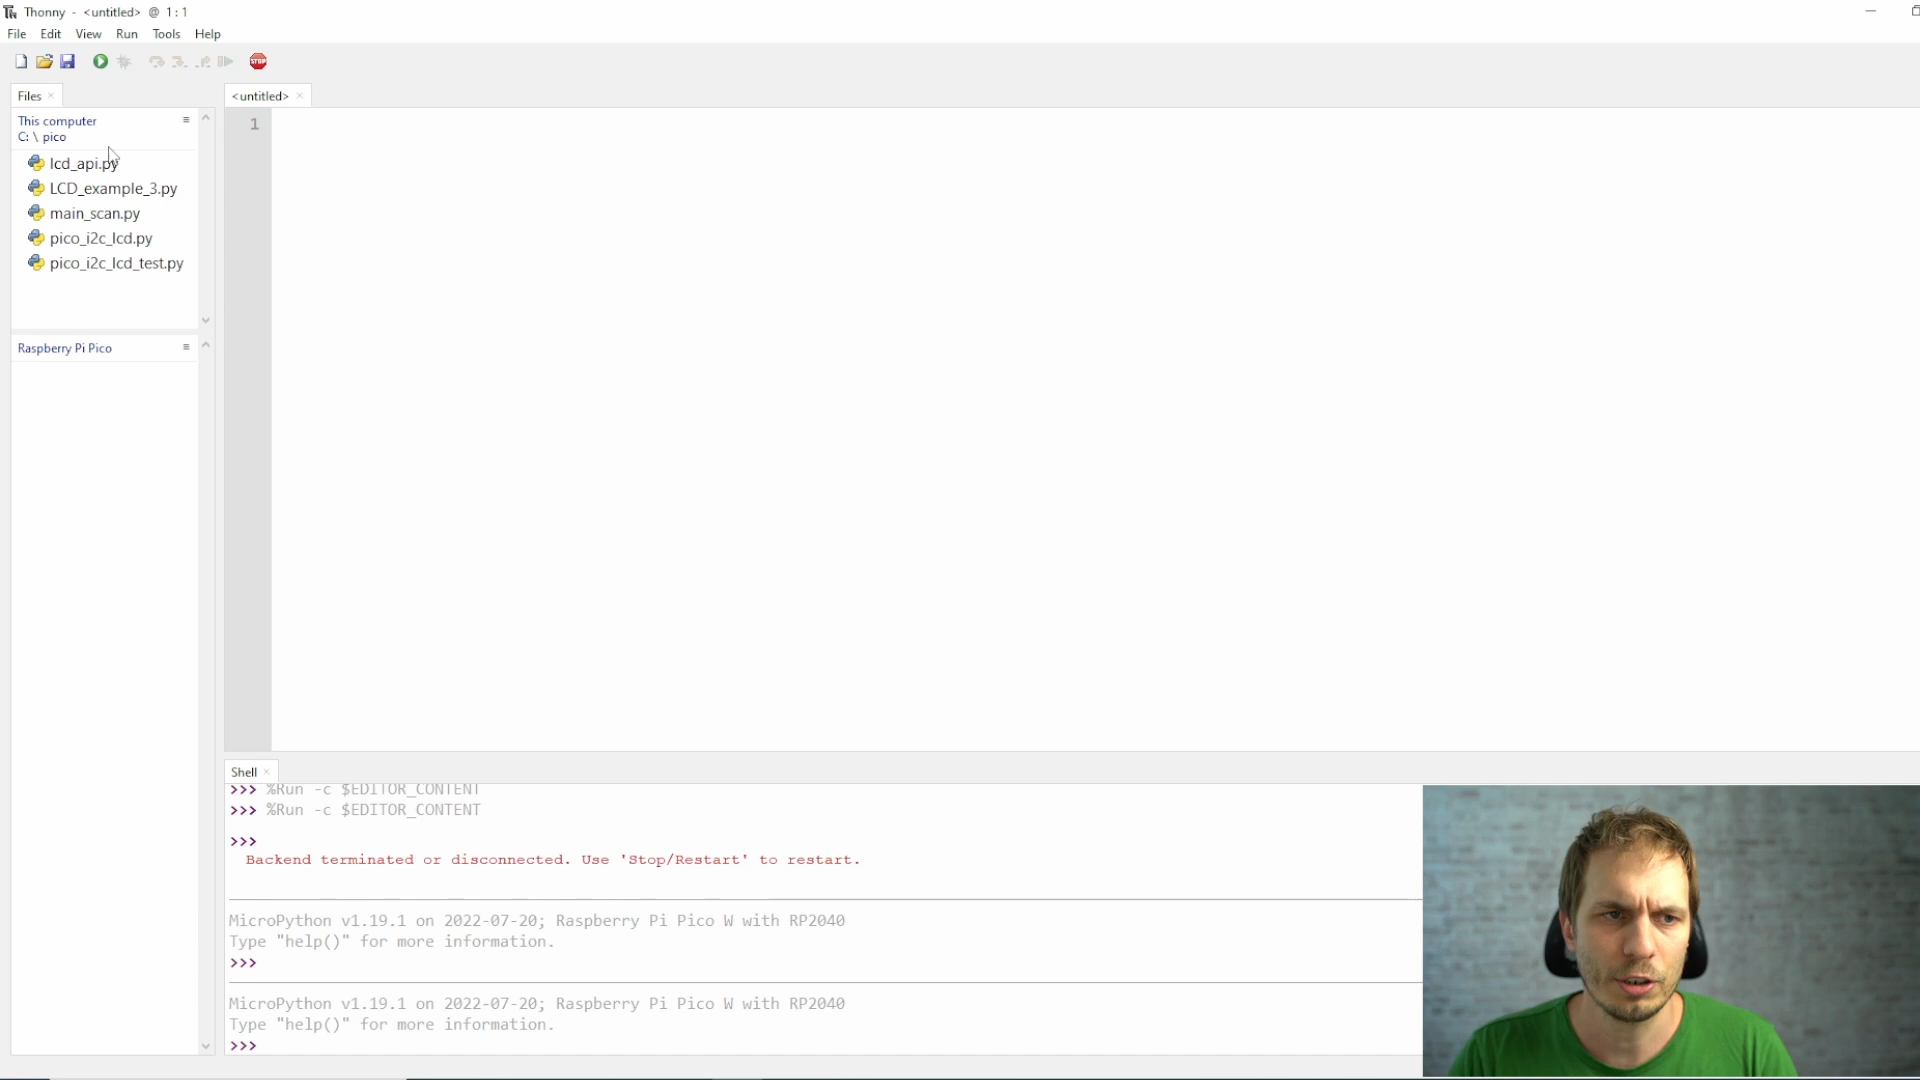 Thonny - <untitled> @ 1:1
File Edit View Run Tools Help
STOP
Files
<untitled>
This computer
C: \ pico
1
lcd_api.py
LCD_example_3.py
main_scan.py
pico_i2c_lcd.py
pico_i2c_lcd_test.py
Raspberry Pi Pico
Shell
>>> %Run -c $EDITOR_CONTENT
>>> %Run -c $EDITOR_CONTENT
>>>
Backend terminated or disconnected. Use 'Stop/Restart' to restart.
MicroPython v1.19.1 on 2022-07-20; Raspberry Pi Pico W with RP2040
Type "help()" for more information.
>>>
MicroPython v1.19.1 on 2022-07-20; Raspberry Pi Pico W with RP2040
Type "help()" for more information.
>>>